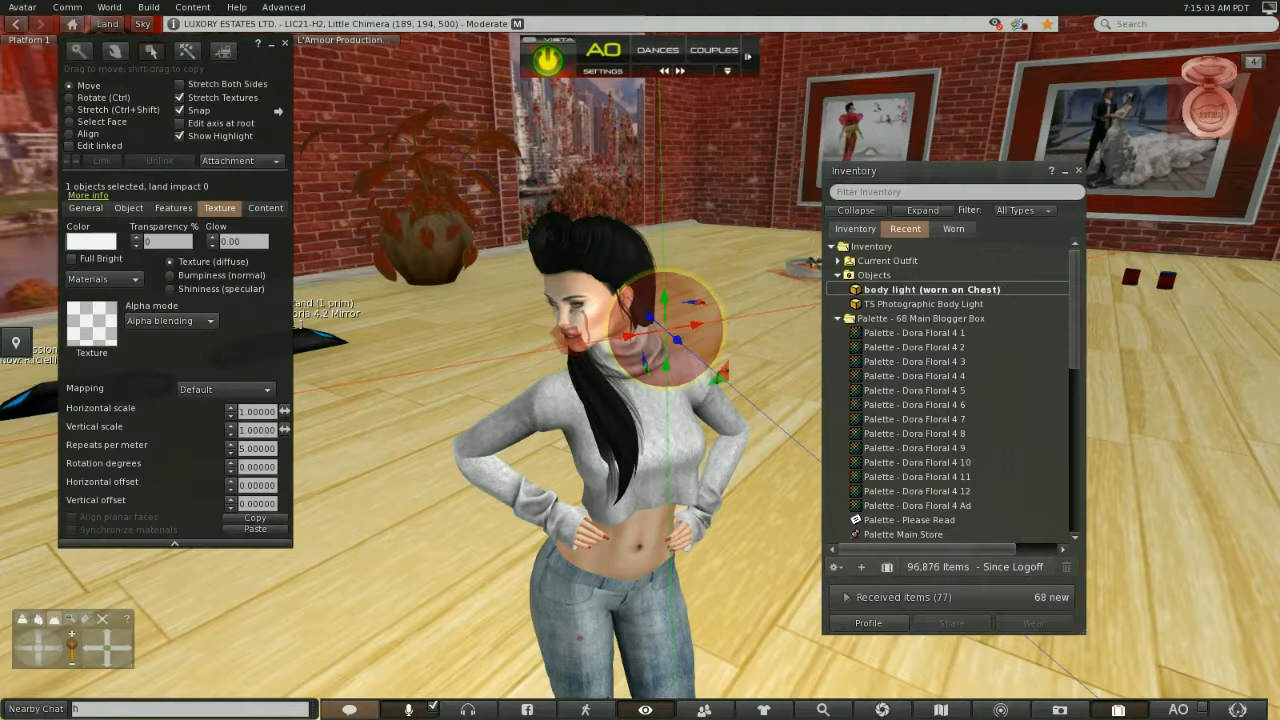 Avatar Comm World Build Content Help Advanced 7:15:03 AM PDT
Land Sky LUXORY ESTATES LTD. - LIC21-H2, Little Chimera (189, 194, 500) - Moderate M Search
Platforn 1
L'Amour Production...
VISTA
AO DANCES COUPLES
SETTINGS
4
? _ ×
Drag to move, shift-drag to copy
Move
Rotate (Ctrl)
Stretch (Ctrl+Shift)
Select Face
Align
Edit linked
Stretch Both Sides
Stretch Textures
Snap
Edit axis at root
Show Highlight
Link Unlink Attachment
1 objects selected, land impact 0
More info
General Object Features Texture Content
Color Transparency % Glow
0 0.00
Full Bright
Texture (diffuse)
Materials Bumpiness (normal)
Shininess (specular)
Alpha mode
Alpha blending
Texture
Mapping Default
Horizontal scale 1.00000
Vertical scale 1.00000
Repeats per meter 5.00000
Rotation degrees 0.00000
Horizontal offset 0.00000
Vertical offset 0.00000
Align planar faces Copy
Synchronize materials Paste
(1 prim)
4.2 Mirror
Inventory ? _ ×
Filter Inventory
Collapse Expand Filter: All Types
Inventory Recent Worn
Inventory
Current Outfit
Objects
body light (worn on Chest)
TS Photographic Body Light
Palette - 68 Main Blogger Box
Palette - Dora Floral 4 1
Palette - Dora Floral 4 2
Palette - Dora Floral 4 3
Palette - Dora Floral 4 4
Palette - Dora Floral 4 5
Palette - Dora Floral 4 6
Palette - Dora Floral 4 7
Palette - Dora Floral 4 8
Palette - Dora Floral 4 9
Palette - Dora Floral 4 10
Palette - Dora Floral 4 11
Palette - Dora Floral 4 12
Palette - Dora Floral 4 Ad
Palette - Please Read
Palette Main Store
96,876 Items - Since Logoff
Received items (77) 68 new
Profile Share Wear
?
Nearby Chat h AO